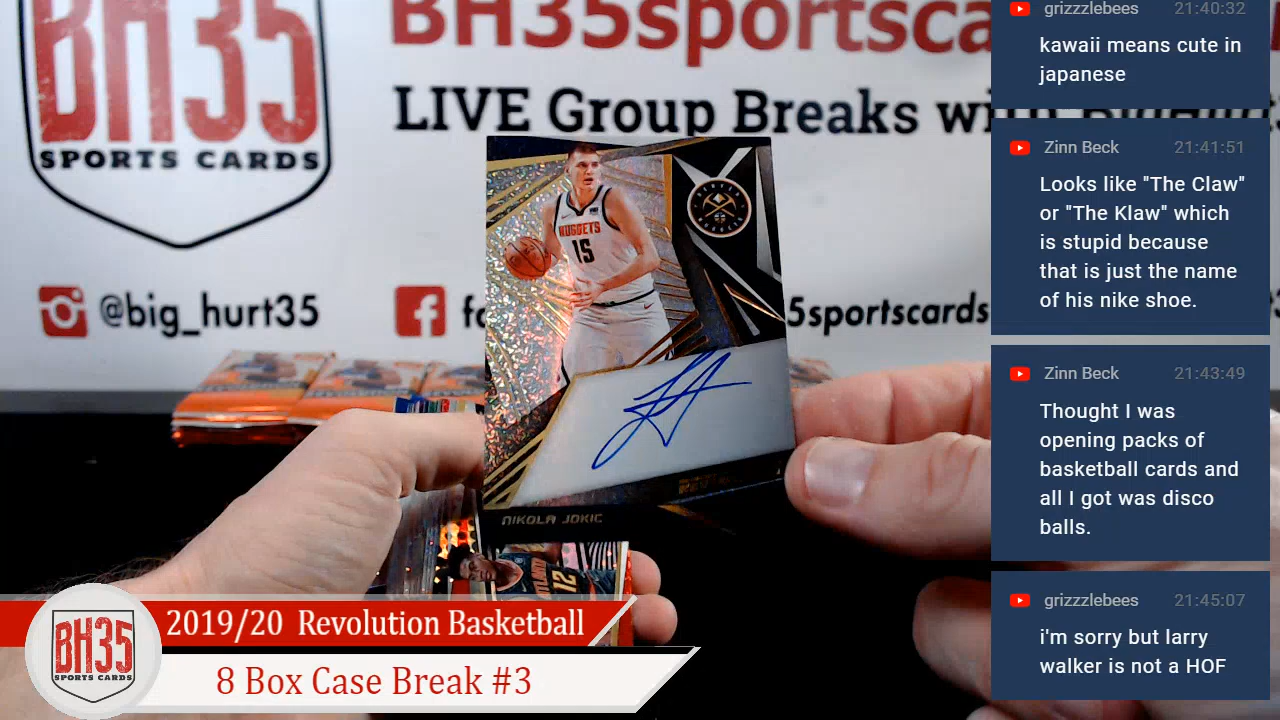 BH35
SPORTS CARDS
BH35sportsca
LIVE Group Breaks wi
@big_hurt35
5sportscards
NUGGETS
15
DENVER
NUGGETS
NIKOLA JOKIC
ATLANTA
12
BH35
SPORTS CARDS
2019/20 Revolution Basketball
8 Box Case Break #3
grizzzlebees 21:40:32
kawaii means cute in
japanese
Zinn Beck 21:41:51
Looks like "The Claw"
or "The Klaw" which
is stupid because
that is just the name
of his nike shoe.
Zinn Beck 21:43:49
Thought I was
opening packs of
basketball cards and
all I got was disco
balls.
grizzzlebees 21:45:07
i'm sorry but larry
walker is not a HOF